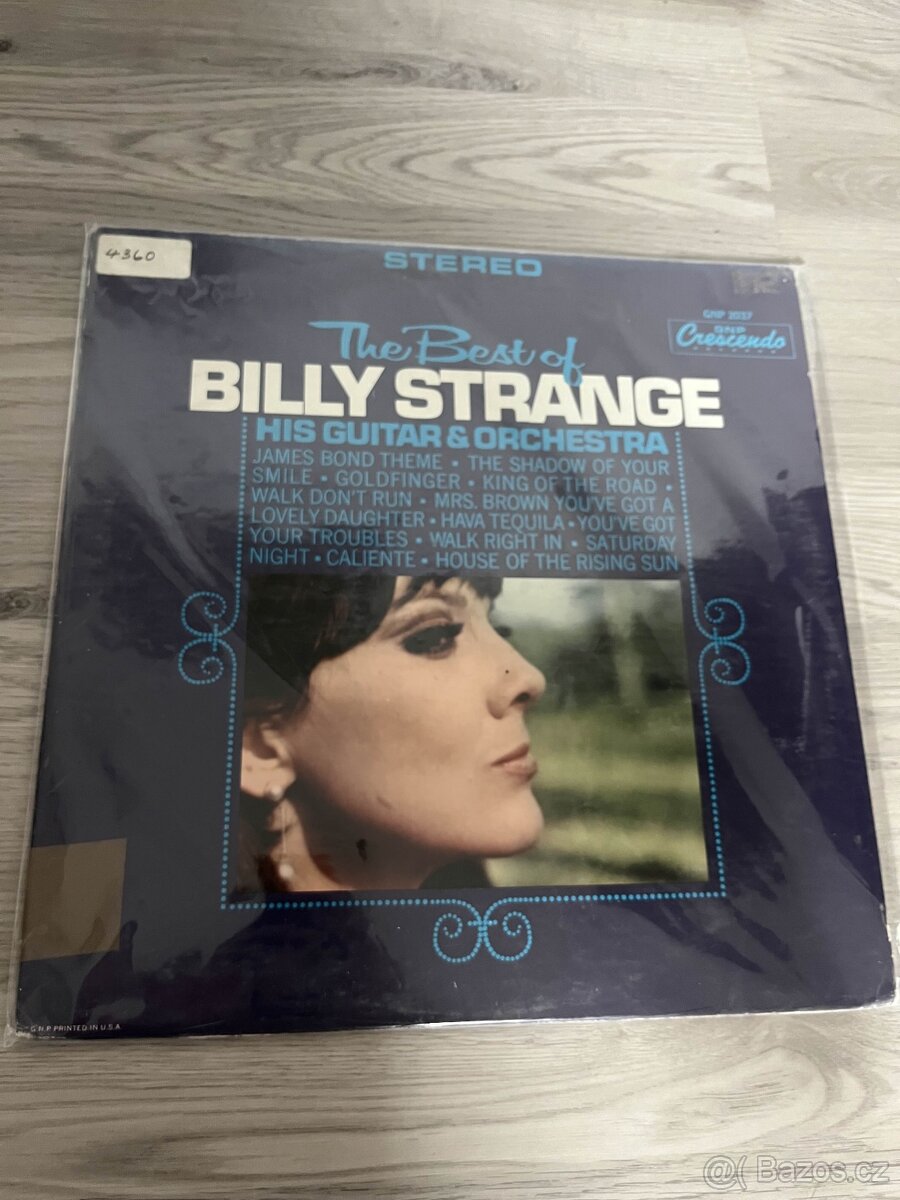 4360
STEREO
GNP 2037
GNP
Crescendo
The Best of
BILLY STRANGE
HIS GUITAR & ORCHESTRA
JAMES BOND THEME • THE SHADOW OF YOUR
SMILE • GOLDFINGER • KING OF THE ROAD •
WALK DON'T RUN • MRS. BROWN YOU'VE GOT A
LOVELY DAUGHTER • HAVA TEQUILA • YOU'VE GOT
YOUR TROUBLES • WALK RIGHT IN • SATURDAY
NIGHT • CALIENTE • HOUSE OF THE RISING SUN
G.N.P. PRINTED IN U.S.A.
@( Bazos.cz